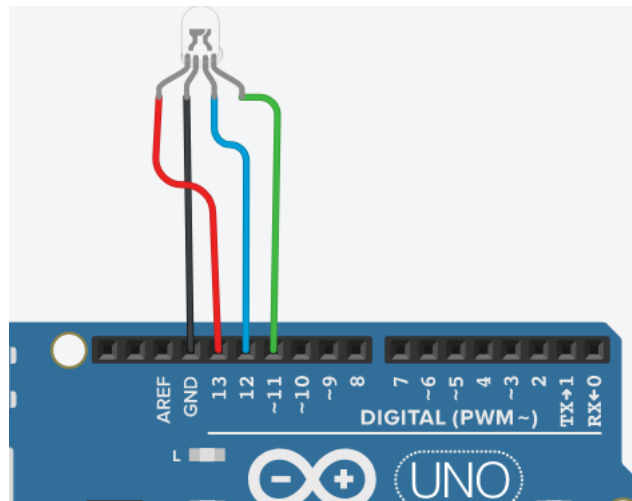 AREF
GND
13
12
~11
~10
~9
8
7
~6
~5
4
~3
2
TX→1
RX←0
DIGITAL (PWM~)
L
UNO